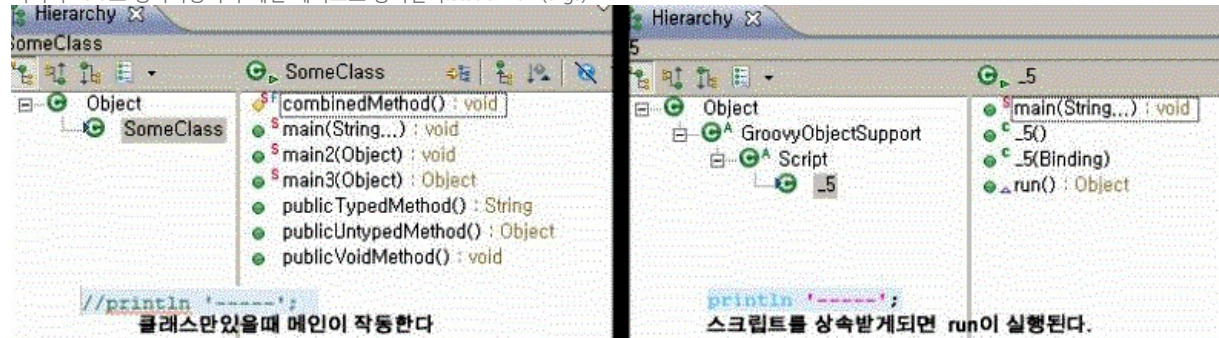 Hierarchy
SomeClass
SomeClass
Object
SomeClass
SF combinedMethod() : void
S main(String...) : void
S main2(Object) : void
S main3(Object) : Object
publicTypedMethod() : String
publicUntypedMethod() : Object
publicVoidMethod() : void
//println '-----';
클래스만있을때 메인이 작동한다
Hierarchy
5
_5
Object
GroovyObjectSupport
Script
_5
S main(String...) : void
C _5()
C _5(Binding)
run() : Object
println '-----';
스크립트를 상속받게되면 run이 실행된다.